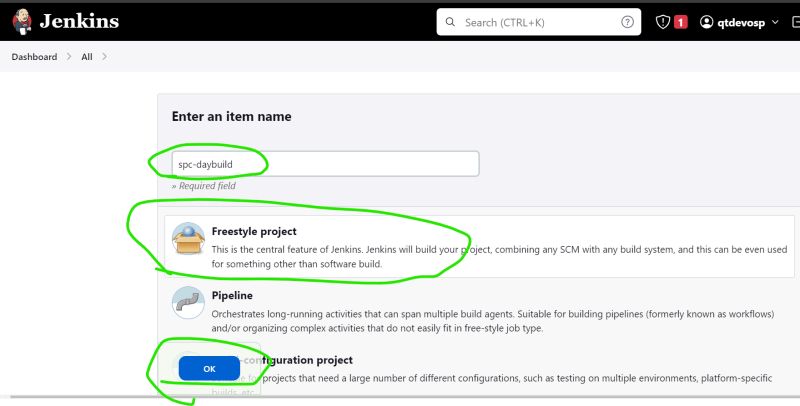 Jenkins
Search (CTRL+K)
1
qtdevosp
Dashboard > All >
Enter an item name
spc-daybuild
» Required field
Freestyle project
This is the central feature of Jenkins. Jenkins will build your project, combining any SCM with any build system, and this can be even used
for something other than software build.
Pipeline
Orchestrates long-running activities that can span multiple build agents. Suitable for building pipelines (formerly known as workflows)
and/or organizing complex activities that do not easily fit in free-style job type.
-configuration project
OK
for projects that need a large number of different configurations, such as testing on multiple environments, platform-specific
builds, etc.